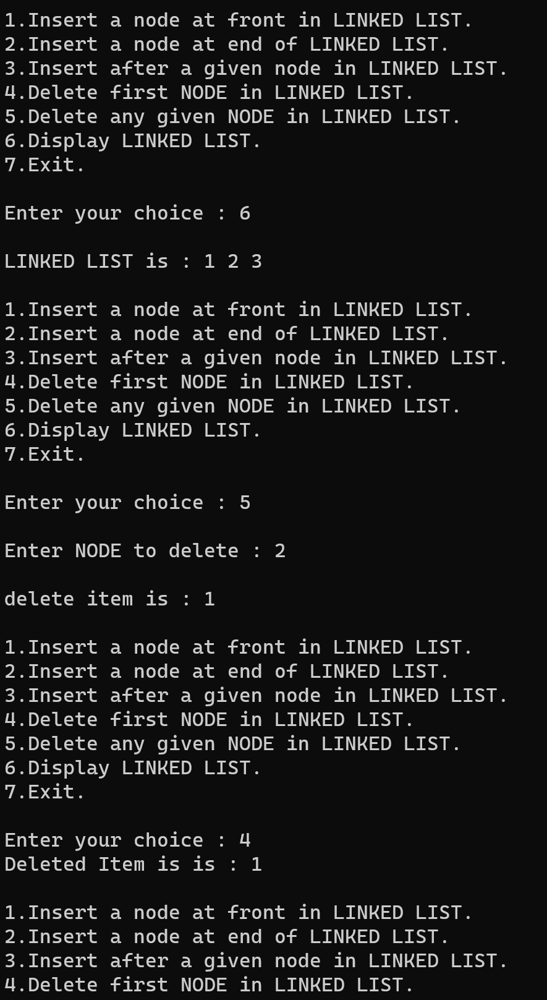 1.Insert a node at front in LINKED LIST.
2.Insert a node at end of LINKED LIST.
3.Insert after a given node in LINKED LIST.
4.Delete first NODE in LINKED LIST.
5.Delete any given NODE in LINKED LIST.
6.Display LINKED LIST.
7.Exit.
Enter your choice : 6
LINKED LIST is : 1 2 3
1.Insert a node at front in LINKED LIST.
2.Insert a node at end of LINKED LIST.
3.Insert after a given node in LINKED LIST.
4.Delete first NODE in LINKED LIST.
5.Delete any given NODE in LINKED LIST.
6.Display LINKED LIST.
7.Exit.
Enter your choice : 5
Enter NODE to delete : 2
delete item is : 1
1.Insert a node at front in LINKED LIST.
2.Insert a node at end of LINKED LIST.
3.Insert after a given node in LINKED LIST.
4.Delete first NODE in LINKED LIST.
5.Delete any given NODE in LINKED LIST.
6.Display LINKED LIST.
7.Exit.
Enter your choice : 4
Deleted Item is is : 1
1.Insert a node at front in LINKED LIST.
2.Insert a node at end of LINKED LIST.
3.Insert after a given node in LINKED LIST.
4.Delete first NODE in LINKED LIST.